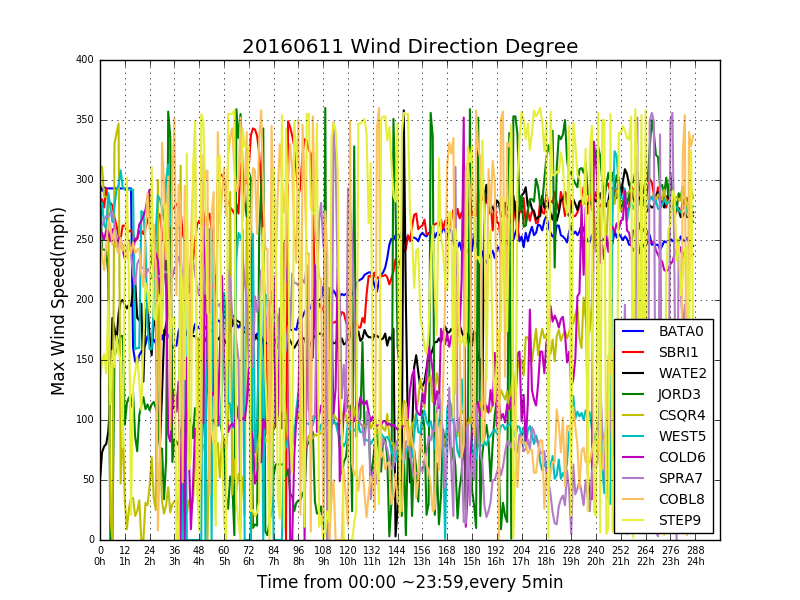 20160611 Wind Direction Degree
400
350
300
250
200
150
100
50
0
Max Wind Speed(mph)
BATA0
SBRI1
WATE2
JORD3
CSQR4
WEST5
COLD6
SPRA7
COBL8
STEP9
0 12 24 36 48 60 72 84 96 108 120 132 144 156 168 180 192 204 216 228 240 252 264 276 288
0h 1h 2h 3h 4h 5h 6h 7h 8h 9h 10h 11h 12h 13h 14h 15h 16h 17h 18h 19h 20h 21h 22h 23h 24h
Time from 00:00 ~23:59,every 5min